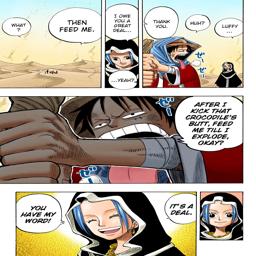 LUFFY
...
HUH?
THANK
YOU.
I OWE
YOU A
GREAT
DEAL...
...YEAH?
THEN
FEED ME.
WHAT
?
AFTER I
KICK THAT
CROCODILE'S
BUTT, FEED
ME TILL I
EXPLODE,
OKAY?
IT'S A
DEAL.
YOU
HAVE MY
WORD!